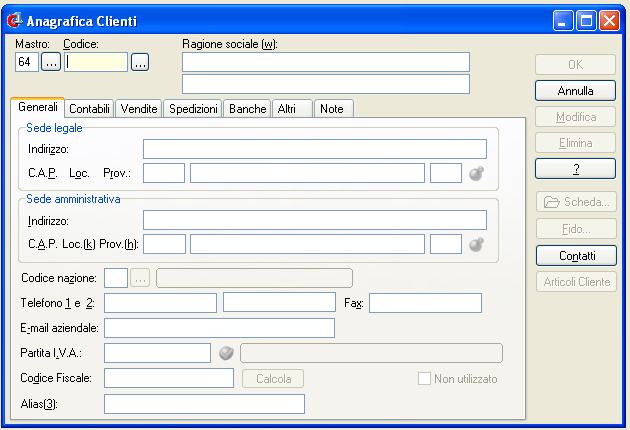 Anagrafica Clienti
Mastro: Codice: Ragione sociale (w):
64 ... ...
OK
Annulla
Modifica
Elimina
?
Scheda...
Fido...
Contatti
Articoli Cliente
Generali Contabili Vendite Spedizioni Banche Altri Note
Sede legale
Indirizzo:
C.A.P. Loc. Prov.:
Sede amministrativa
Indirizzo:
C.A.P. Loc.(k) Prov.(h):
Codice nazione: ...
Telefono 1 e 2: Fax:
E-mail aziendale:
Partita I.V.A.:
Codice Fiscale: Calcola Non utilizzato
Alias(3):